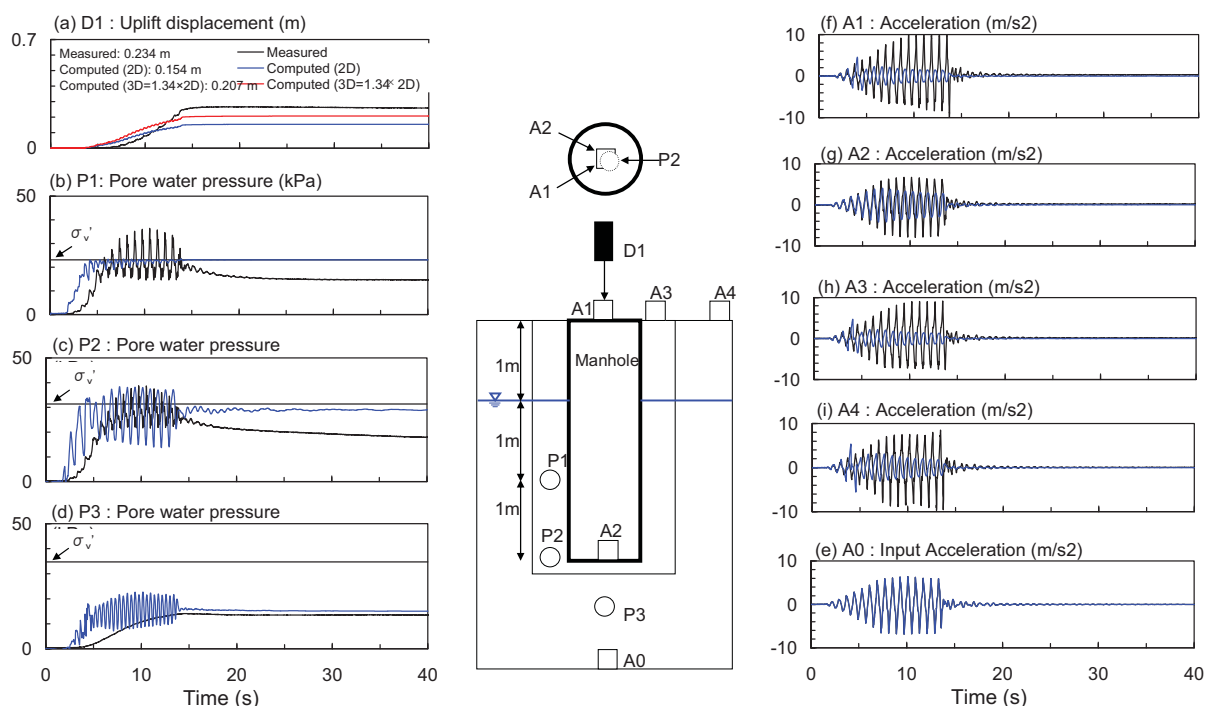 (a) D1 : Uplift displacement (m)
0.7
Measured: 0.234 m
Computed (2D): 0.154 m
Computed (3D=1.34×2D): 0.207 m
Measured
Computed (2D)
Computed (3D=1.34× 2D)
0
(b) P1: Pore water pressure (kPa)
50
σv'
0
(c) P2 : Pore water pressure
50
σv'
0
(d) P3 : Pore water pressure
50
σv'
0
0 10 20 30 40
Time (s)
A2
P2
A1
D1
A1
A3
A4
1m
Manhole
1m
P1
1m
P2
A2
P3
A0
(f) A1 : Acceleration (m/s2)
10
0
-10
(g) A2 : Acceleration (m/s2)
10
0
-10
(h) A3 : Acceleration (m/s2)
10
0
-10
(i) A4 : Acceleration (m/s2)
10
0
-10
(e) A0 : Input Acceleration (m/s2)
10
0
-10
0 10 20 30 40
Time (s)